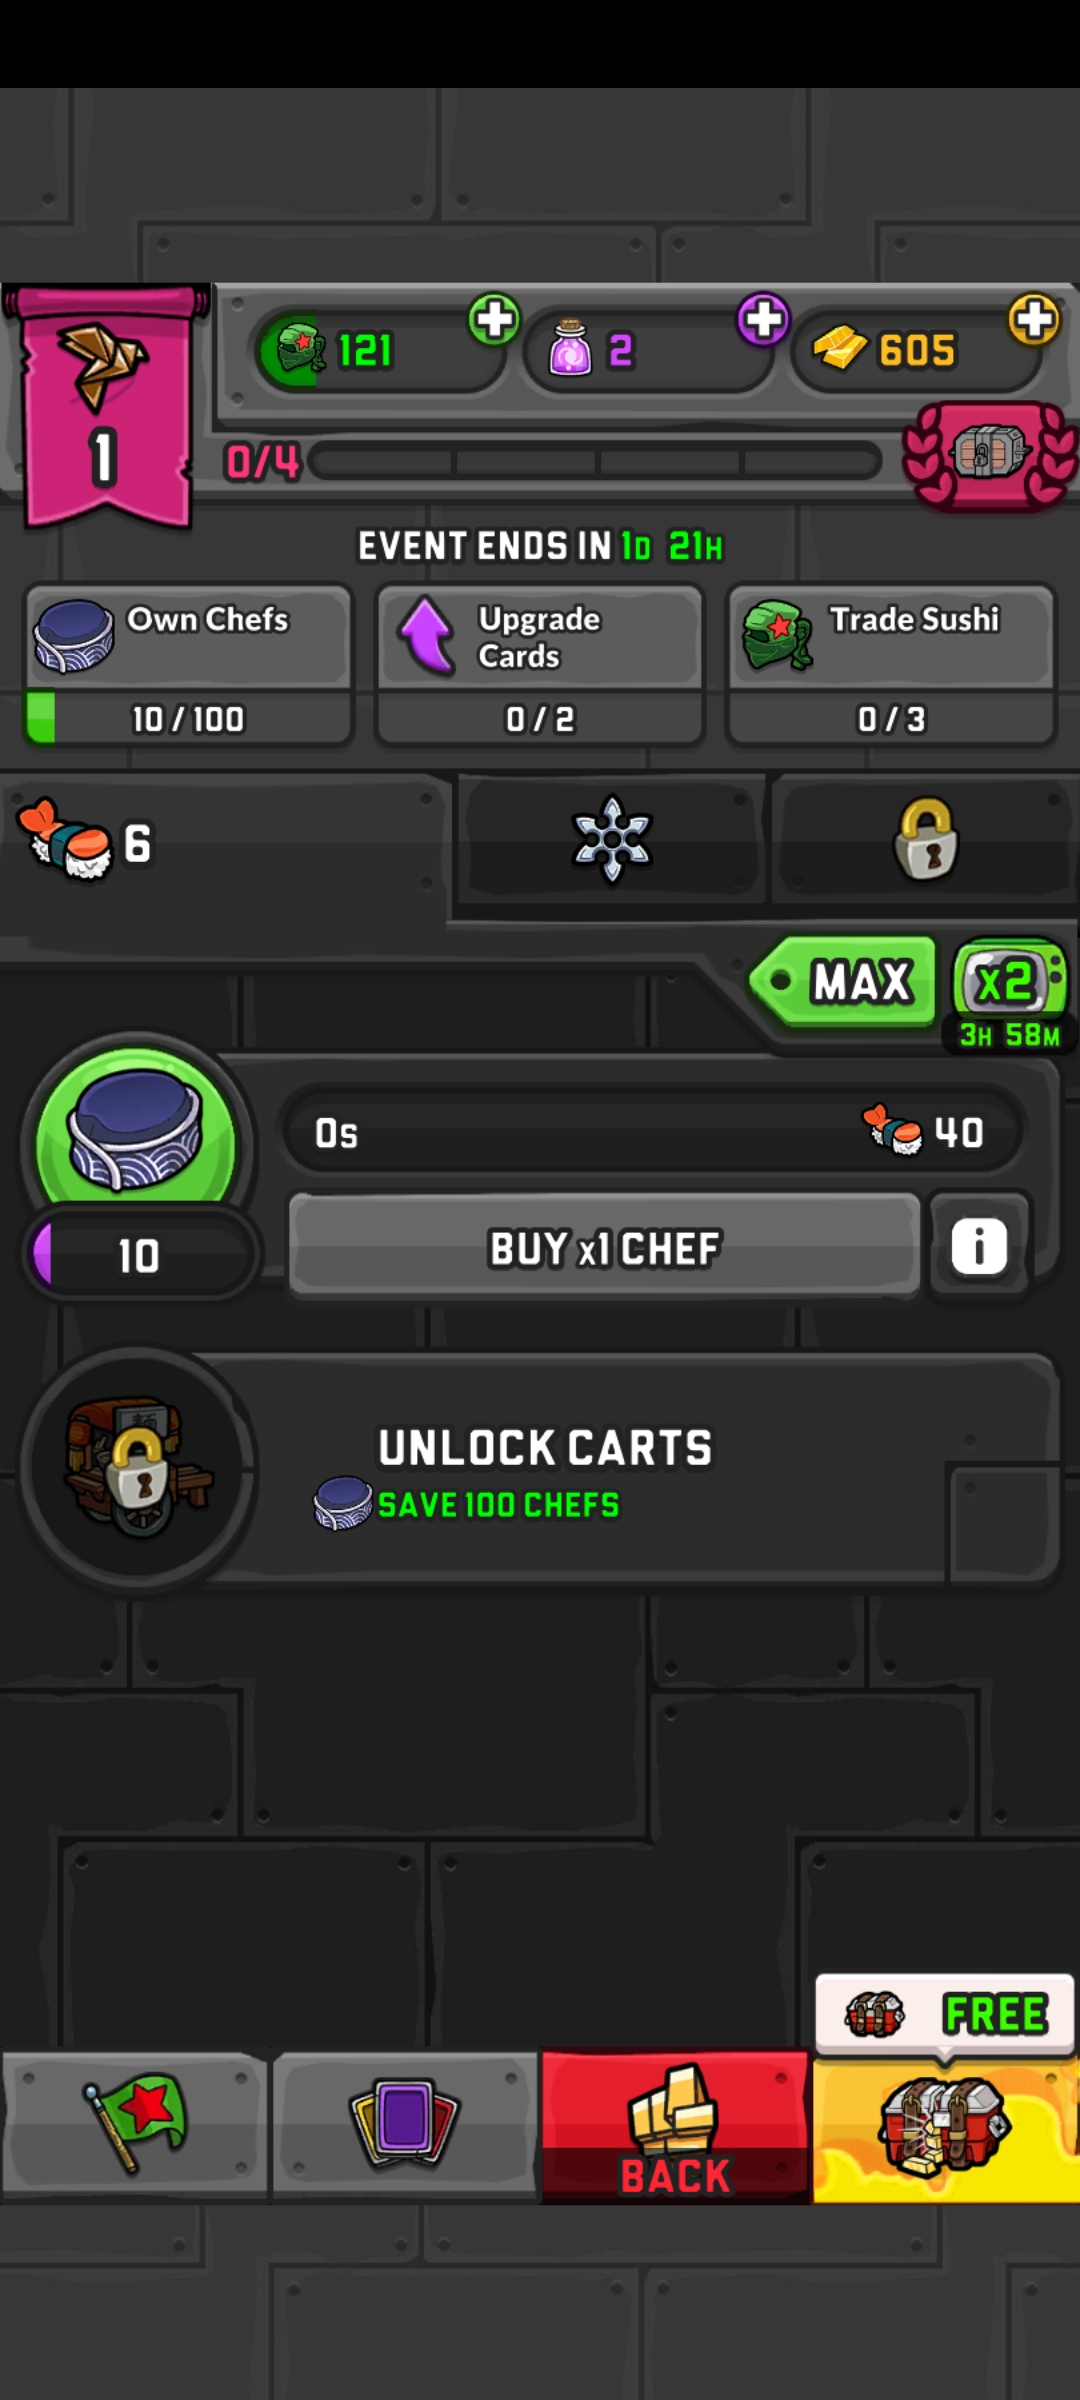 121
2
605
1
0/4
EVENT ENDS IN 1D 21H
Own Chefs
10 / 100
Upgrade
Cards
0 / 2
Trade Sushi
0 / 3
6
MAX
x2
3H 58M
0s
40
10
BUY x1 CHEF
i
UNLOCK CARTS
SAVE 100 CHEFS
FREE
BACK